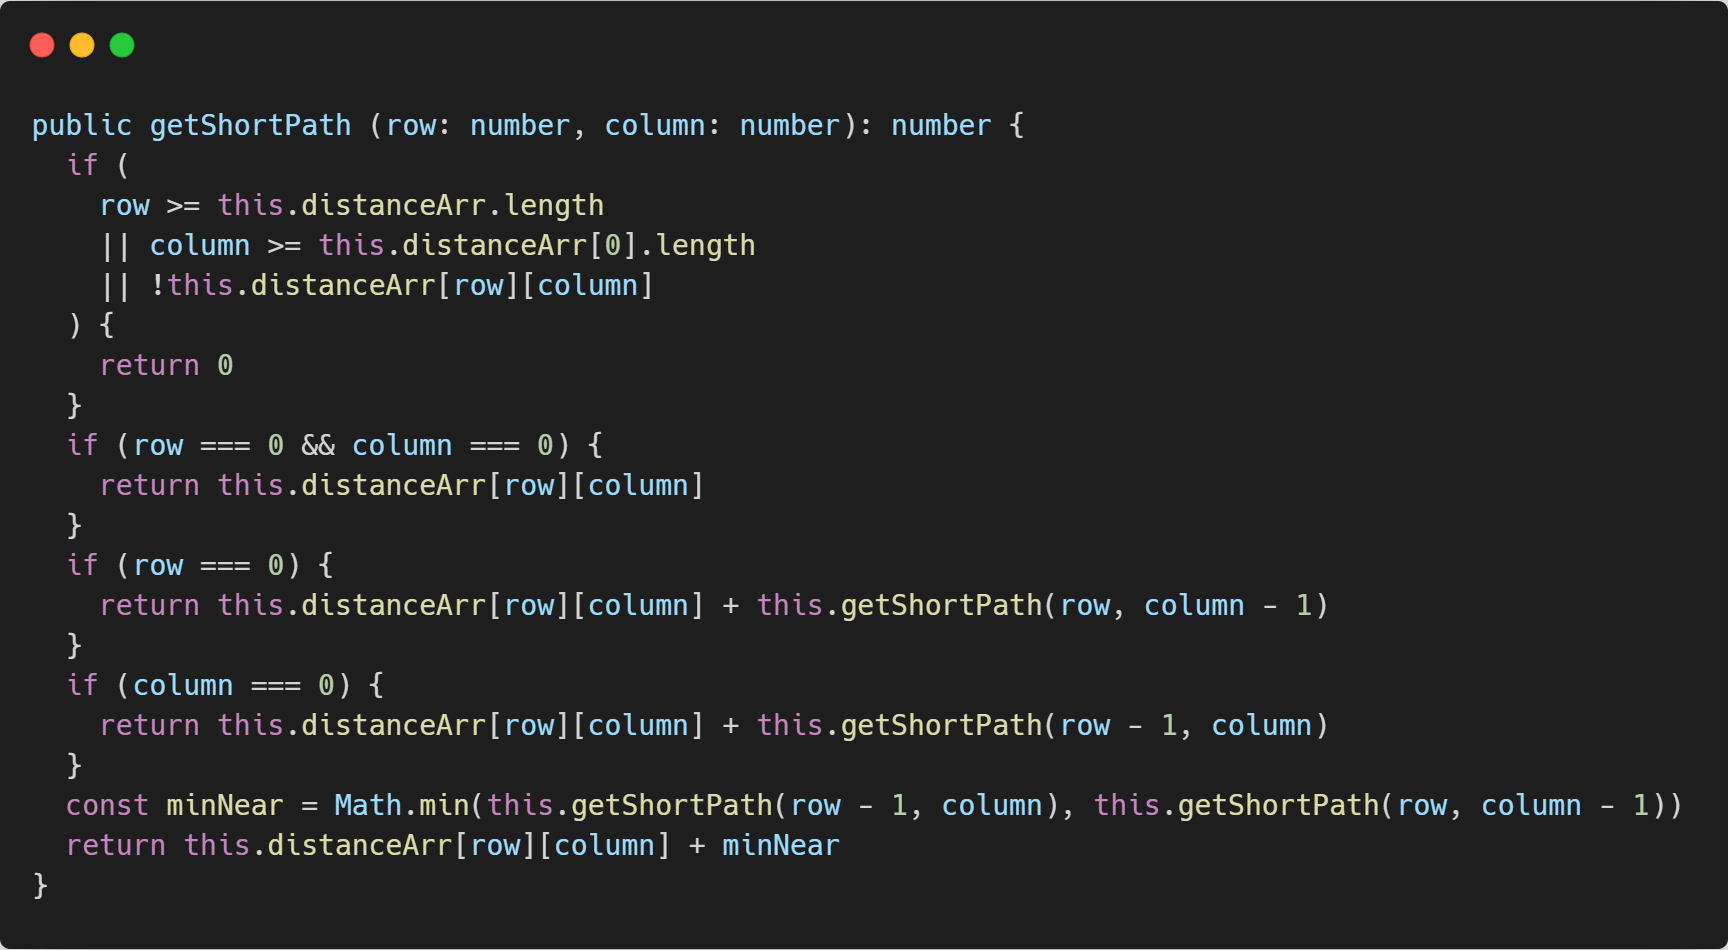 public getShortPath (row: number, column: number): number {
  if (
    row >= this.distanceArr.length
    || column >= this.distanceArr[0].length
    || !this.distanceArr[row][column]
  ) {
    return 0
  }
  if (row === 0 && column === 0) {
    return this.distanceArr[row][column]
  }
  if (row === 0) {
    return this.distanceArr[row][column] + this.getShortPath(row, column - 1)
  }
  if (column === 0) {
    return this.distanceArr[row][column] + this.getShortPath(row - 1, column)
  }
  const minNear = Math.min(this.getShortPath(row - 1, column), this.getShortPath(row, column - 1))
  return this.distanceArr[row][column] + minNear
}